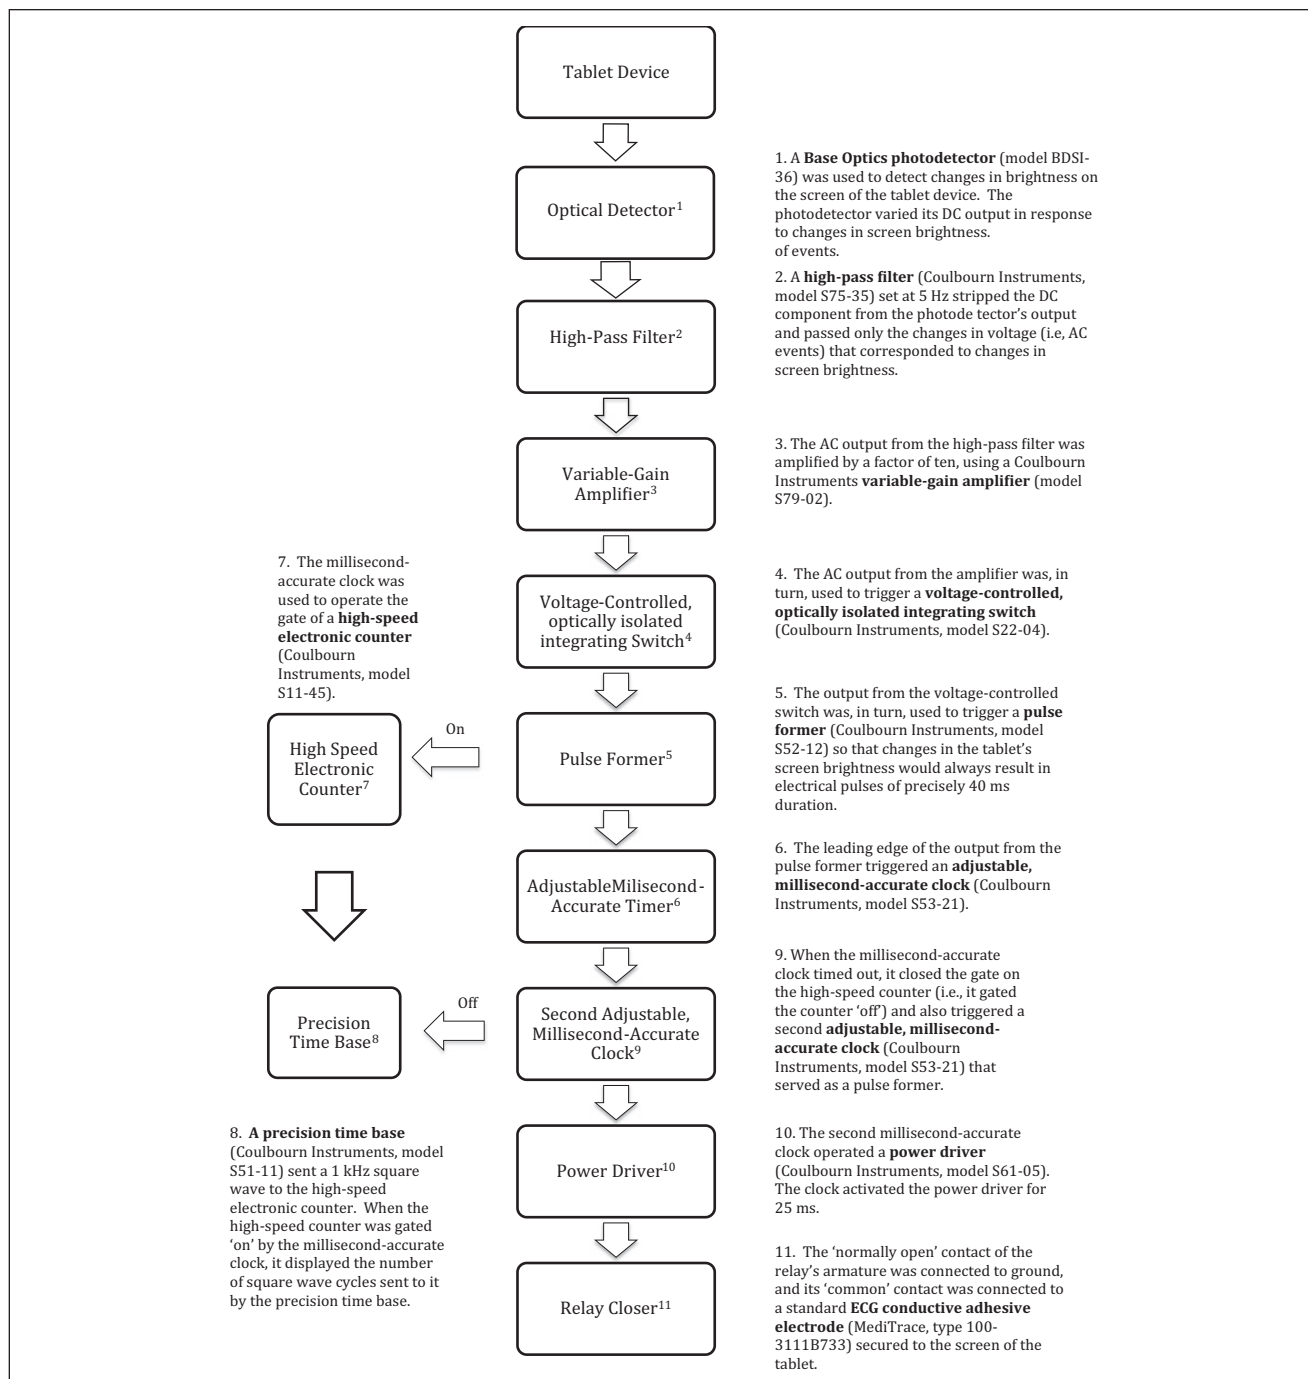 Tablet Device
Optical Detector1
1. A Base Optics photodetector (model BDSI-
36) was used to detect changes in brightness on
the screen of the tablet device. The
photodetector varied its DC output in response
to changes in screen brightness.
of events.
High-Pass Filter2
2. A high-pass filter (Coulbourn Instruments,
model S75-35) set at 5 Hz stripped the DC
component from the photode tector’s output
and passed only the changes in voltage (i.e, AC
events) that corresponded to changes in
screen brightness.
Variable-Gain
Amplifier3
3. The AC output from the high-pass filter was
amplified by a factor of ten, using a Coulbourn
Instruments variable-gain amplifier (model
S79-02).
Voltage-Controlled,
optically isolated
integrating Switch4
4. The AC output from the amplifier was, in
turn, used to trigger a voltage-controlled,
optically isolated integrating switch
(Coulbourn Instruments, model S22-04).
7. The millisecond-
accurate clock was
used to operate the
gate of a high-speed
electronic counter
(Coulbourn
Instruments, model
S11-45).
High Speed
Electronic
Counter7
On
Pulse Former5
5. The output from the voltage-controlled
switch was, in turn, used to trigger a pulse
former (Coulbourn Instruments, model
S52-12) so that changes in the tablet’s
screen brightness would always result in
electrical pulses of precisely 40 ms
duration.
AdjustableMilisecond-
Accurate Timer6
6. The leading edge of the output from the
pulse former triggered an adjustable,
millisecond-accurate clock (Coulbourn
Instruments, model S53-21).
Precision
Time Base8
Off
Second Adjustable,
Millisecond-Accurate
Clock9
9. When the millisecond-accurate
clock timed out, it closed the gate on
the high-speed counter (i.e., it gated
the counter ‘off’) and also triggered a
second adjustable, millisecond-
accurate clock (Coulbourn
Instruments, model S53-21) that
served as a pulse former.
8. A precision time base
(Coulbourn Instruments, model
S51-11) sent a 1 kHz square
wave to the high-speed
electronic counter. When the
high-speed counter was gated
‘on’ by the millisecond-accurate
clock, it displayed the number
of square wave cycles sent to it
by the precision time base.
Power Driver10
10. The second millisecond-accurate
clock operated a power driver
(Coulbourn Instruments, model S61-05).
The clock activated the power driver for
25 ms.
Relay Closer11
11. The ‘normally open’ contact of the
relay’s armature was connected to ground,
and its ‘common’ contact was connected to
a standard ECG conductive adhesive
electrode (MediTrace, type 100-
3111B733) secured to the screen of the
tablet.